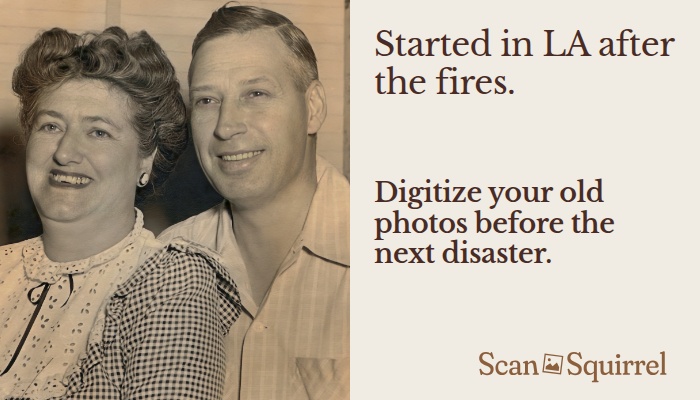 Started in LA after
the fires.
Digitize your old
photos before the
next disaster.
Scan Squirrel